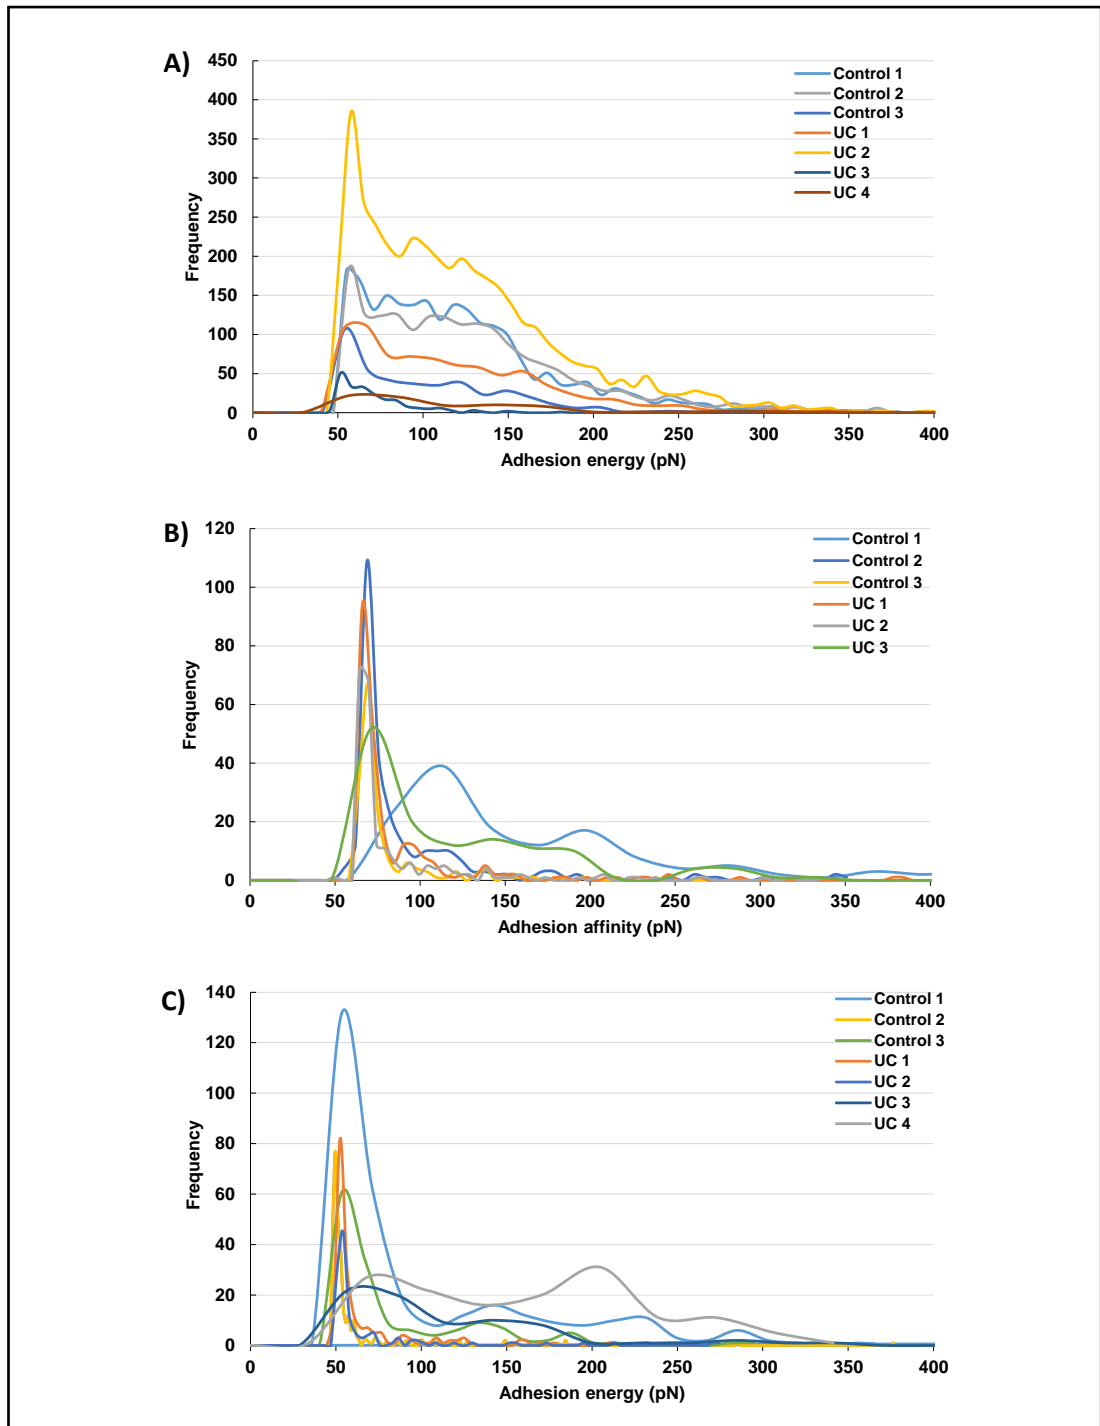 A)
450
400
350
300
250
200
150
100
50
0
Frequency
0 50 100 150 200 250 300 350 400
Adhesion energy (pN)
Control 1
Control 2
Control 3
UC 1
UC 2
UC 3
UC 4
B)
120
100
80
60
40
20
0
Frequency
0 50 100 150 200 250 300 350 400
Adhesion affinity (pN)
Control 1
Control 2
Control 3
UC 1
UC 2
UC 3
C)
140
120
100
80
60
40
20
0
Frequency
0 50 100 150 200 250 300 350 400
Adhesion energy (pN)
Control 1
Control 2
Control 3
UC 1
UC 2
UC 3
UC 4